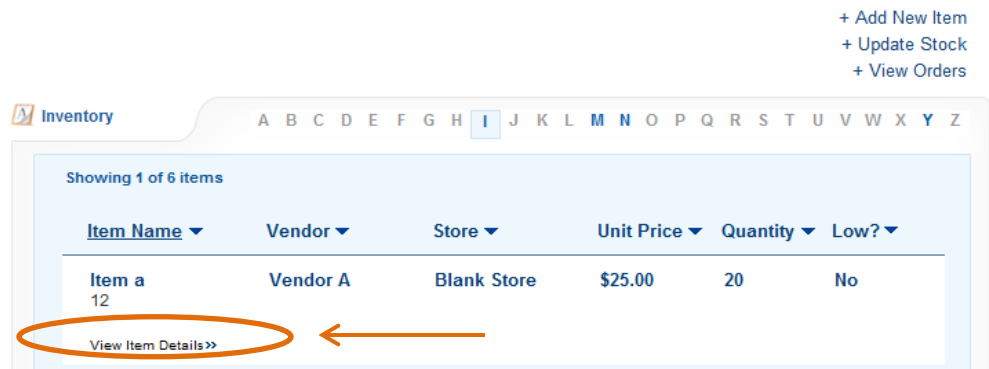 + Add New Item
+ Update Stock
+ View Orders
Inventory A B C D E F G H I J K L M N O P Q R S T U V W X Y Z
Showing 1 of 6 items
Item Name Vendor Store Unit Price Quantity Low?
Item a Vendor A Blank Store $25.00 20 No
12
View Item Details»